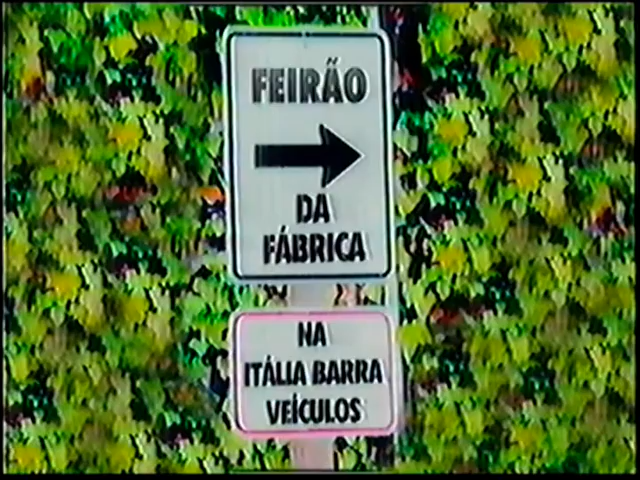 FEIRÃO
DA
FÁBRICA
NA
ITÁLIA BARRA
VEÍCULOS